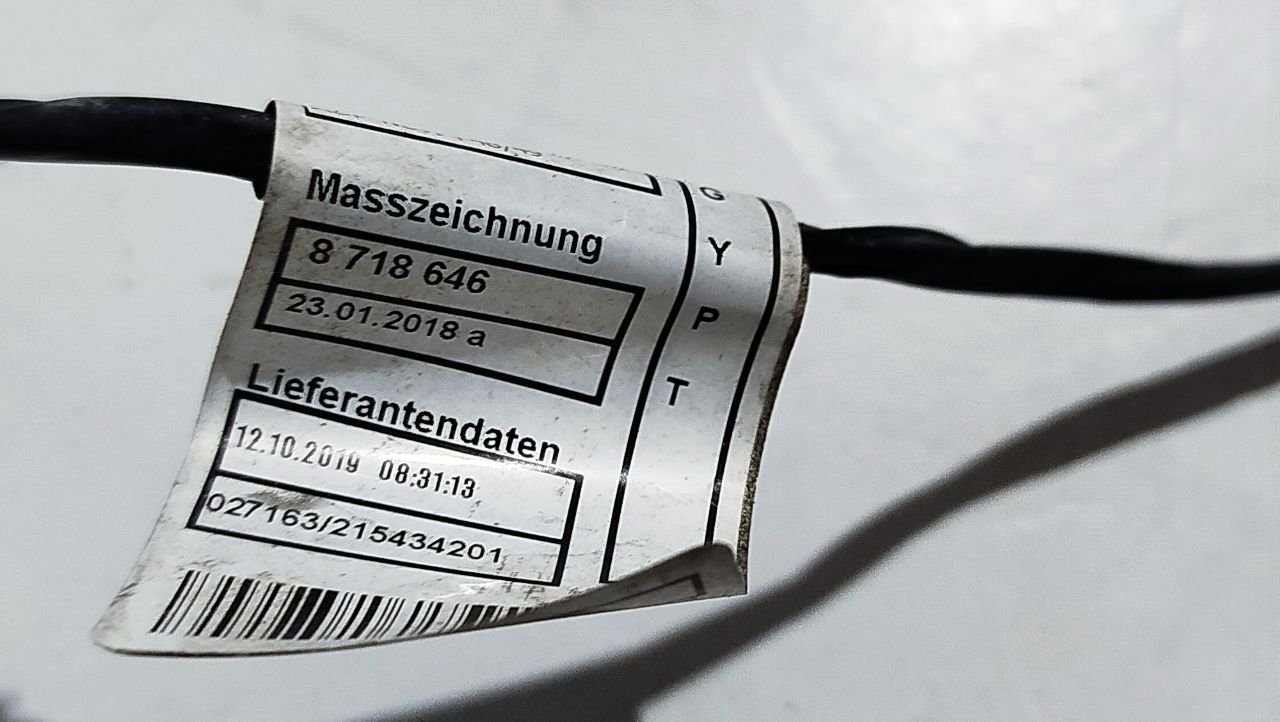 Masszeichnung
8 718 646
23.01.2018 a
Lieferantendaten
12.10.2019 08:31:13
027163/215434201
G
Y
P
T